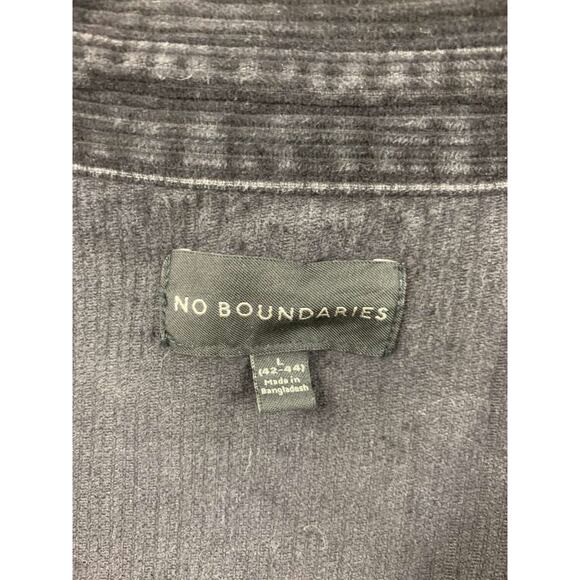 NO BOUNDARIES
L
(42-44)
Made in
Bangladesh